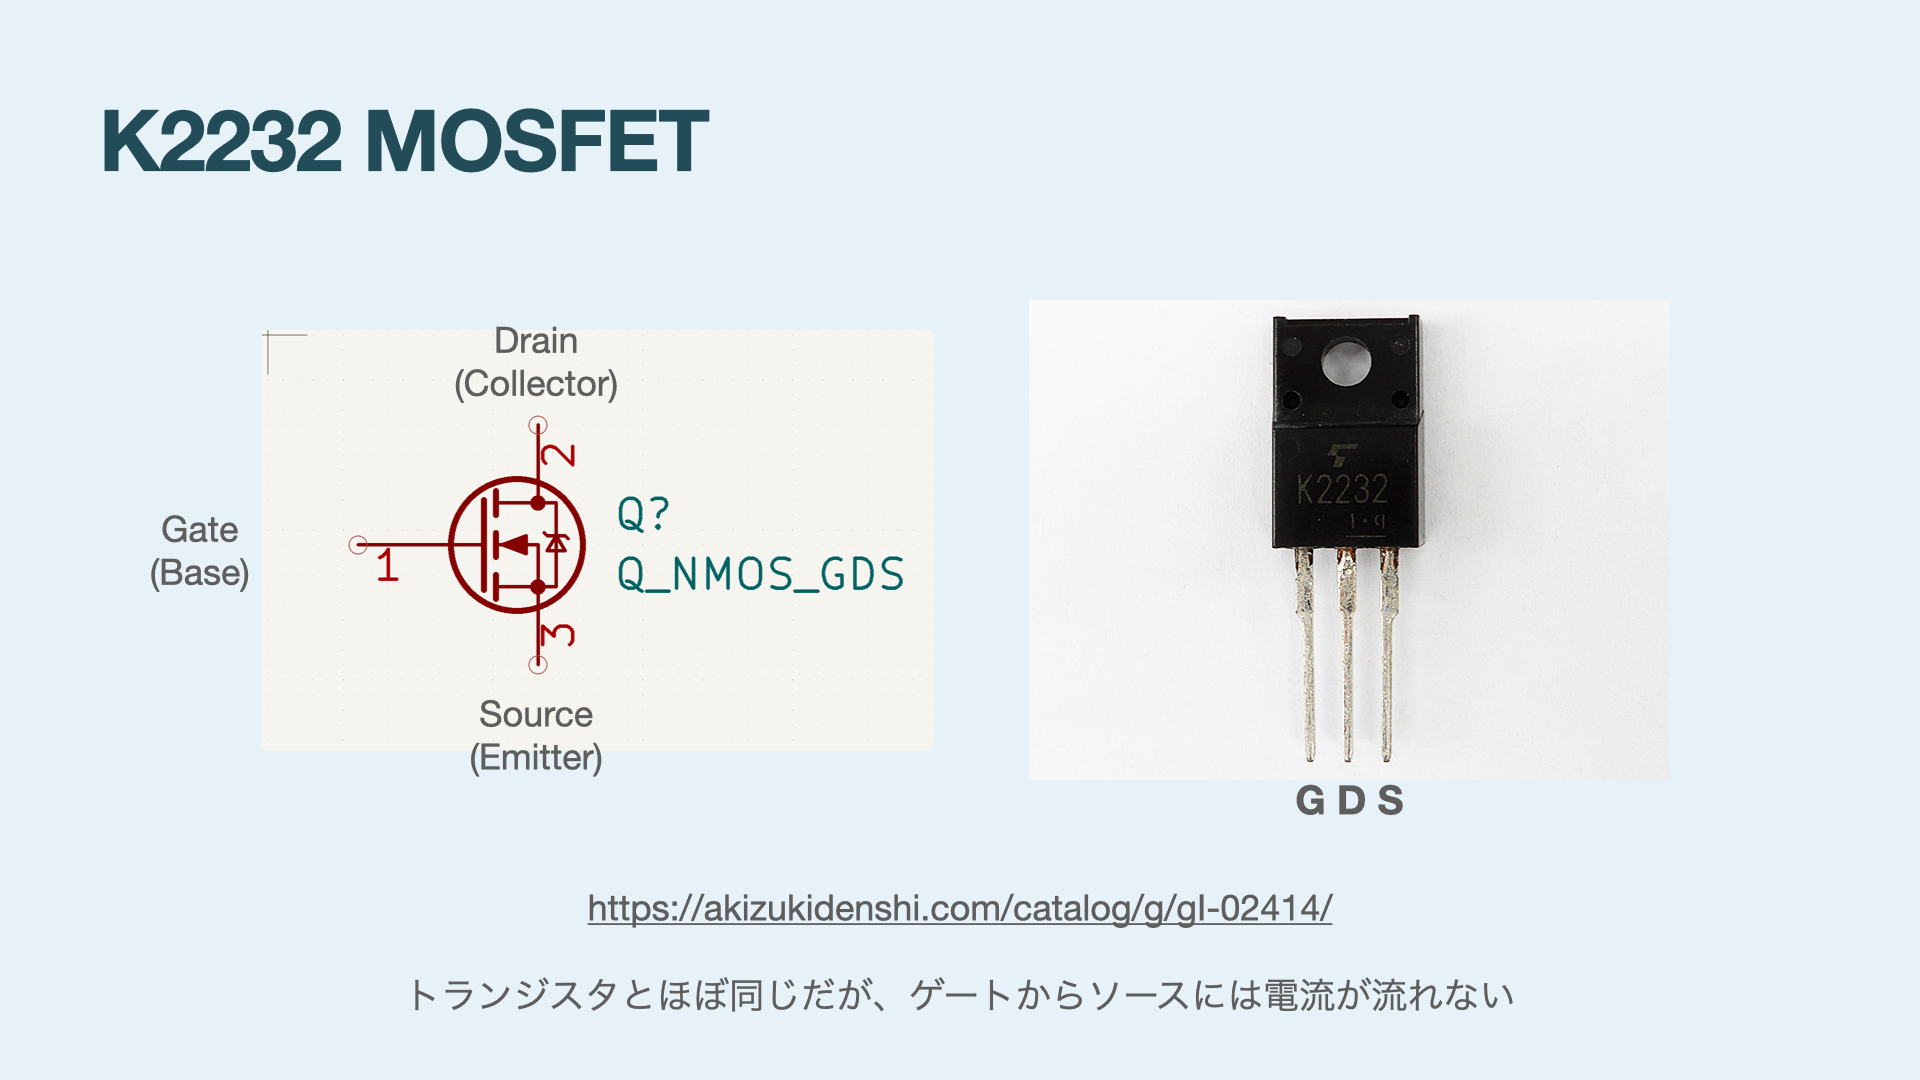 K2232 MOSFET
Drain
(Collector)
2
Gate
(Base)
1
Q?
Q_NMOS_GDS
3
Source
(Emitter)
K2232
G D S
https://akizukidenshi.com/catalog/g/gI-02414/
トランジスタとほぼ同じだが、ゲートからソースには電流が流れない